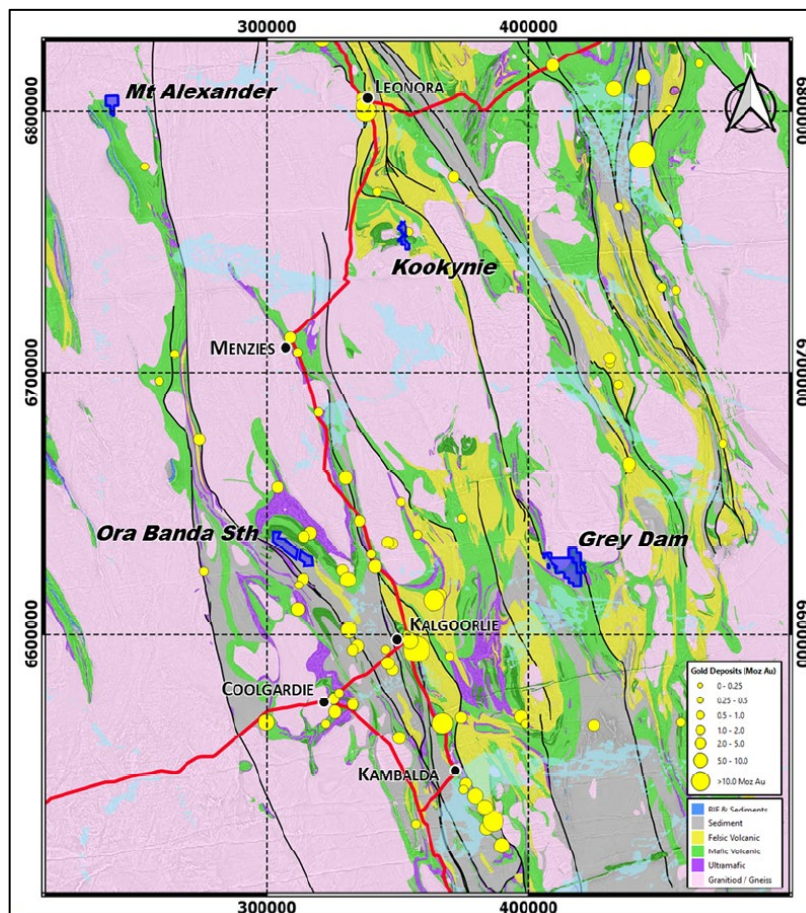 300000
400000
N
Mt Alexander
LEONORA
6800000
6800000
Kookynie
MENZIES
6700000
6700000
Ora Banda Sth
Grey Dam
KALGOORLIE
6600000
6600000
COOLGARDIE
KAMBALDA
Gold Deposits (Moz Au)
0 - 0.25
0.25 - 0.5
0.5 - 1.0
1.0 - 2.0
2.0 - 5.0
5.0 - 10.0
>10.0 Moz Au
BIF & Sediments
Sediment
Felsic Volcanic
Mafic Volcanic
Ultramafic
Granitiod / Gneiss
300000
400000